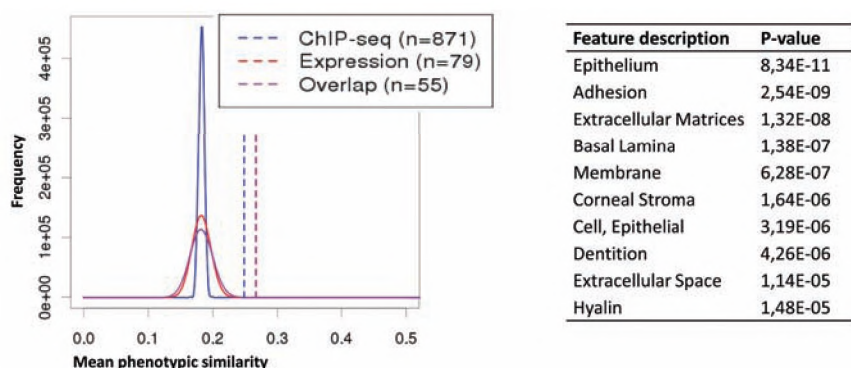 ChIP-seq (n=871)
Expression (n=79)
Overlap (n=55)
Frequency
4e+05
3e+05
2e+05
1e+05
0e+00
0.0 0.1 0.2 0.3 0.4 0.5
Mean phenotypic similarity
Feature description P-value
Epithelium 8,34E-11
Adhesion 2,54E-09
Extracellular Matrices 1,32E-08
Basal Lamina 1,38E-07
Membrane 6,28E-07
Corneal Stroma 1,64E-06
Cell, Epithelial 3,19E-06
Dentition 4,26E-06
Extracellular Space 1,14E-05
Hyalin 1,48E-05